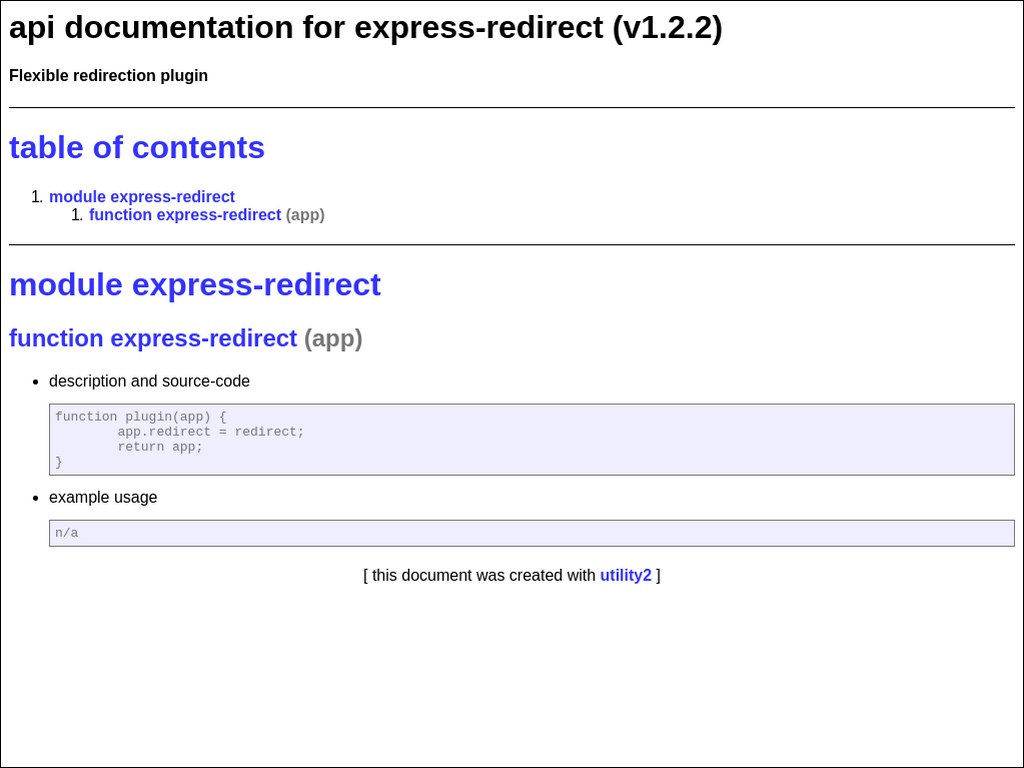 api documentation for express-redirect (v1.2.2)
Flexible redirection plugin
table of contents
1. module express-redirect
1. function express-redirect (app)
module express-redirect
function express-redirect (app)
• description and source-code
function plugin(app) {
        app.redirect = redirect;
        return app;
}
• example usage
n/a
[ this document was created with utility2 ]